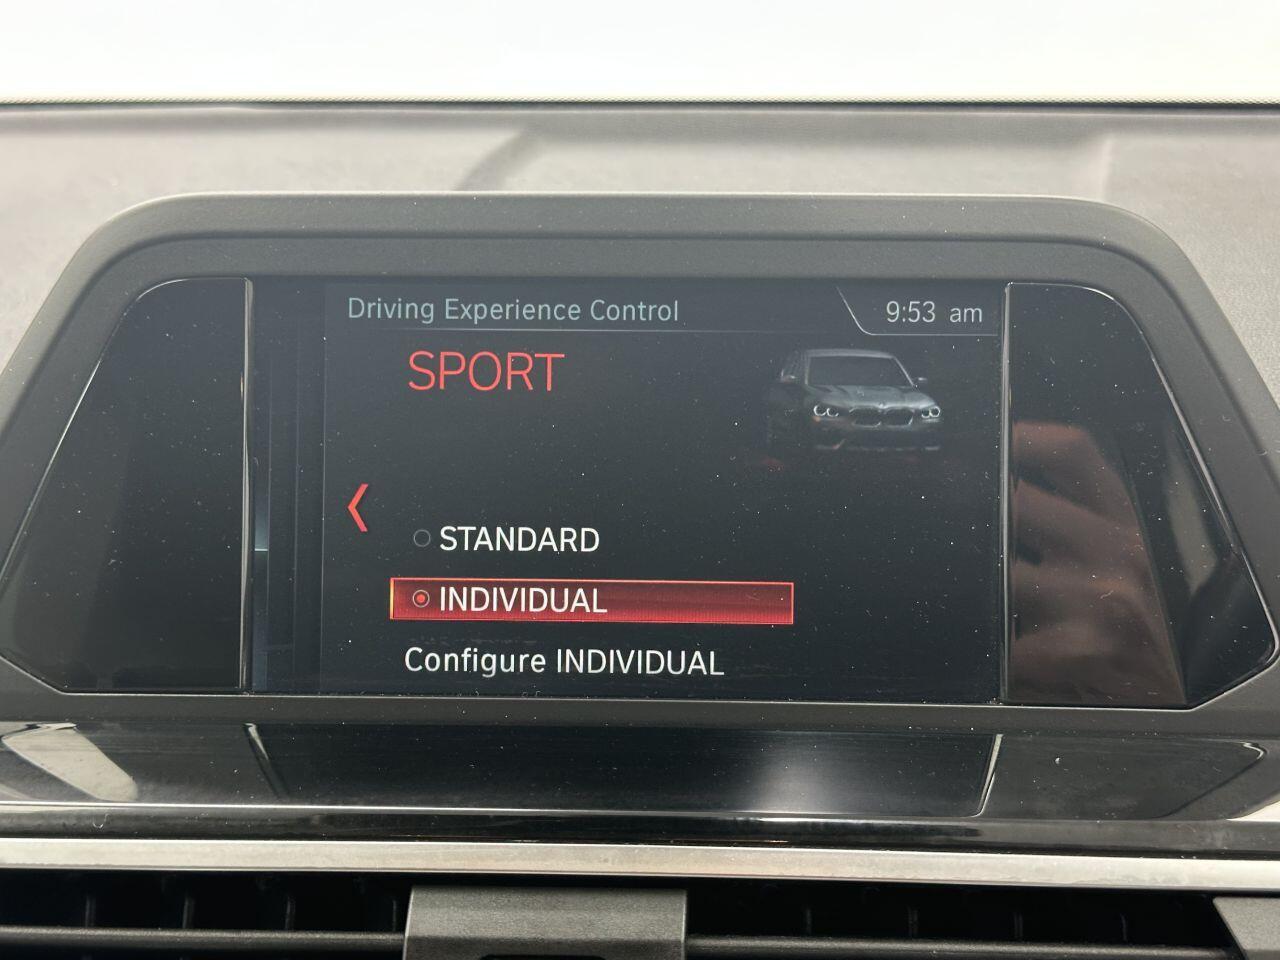 Driving Experience Control
9:53 am
SPORT
STANDARD
INDIVIDUAL
Configure INDIVIDUAL